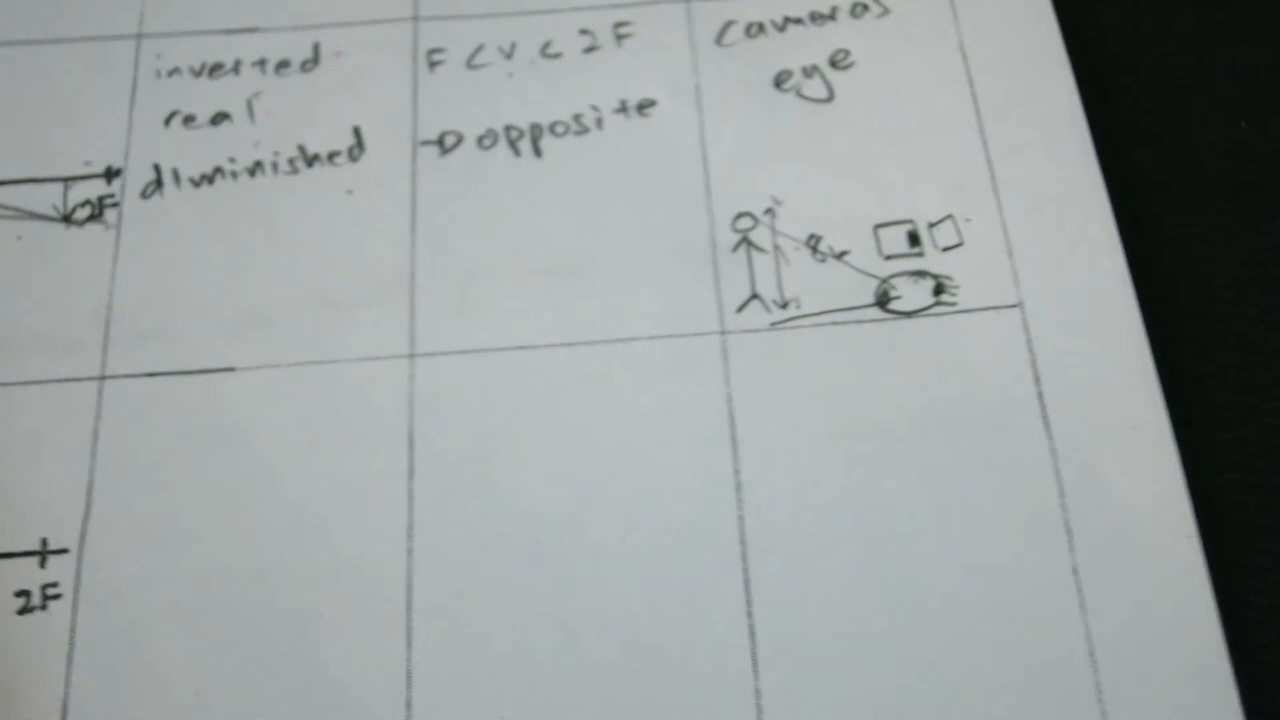 inverted
real
diminished
F < v < 2F
→ opposite
cameras
eye
2F
2F